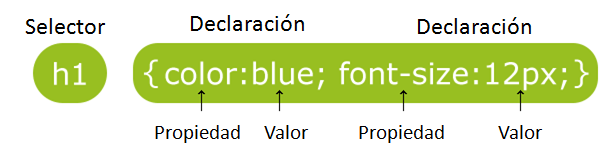 Selector Declaración Declaración
h1 {color:blue; font-size:12px;}
Propiedad Valor Propiedad Valor